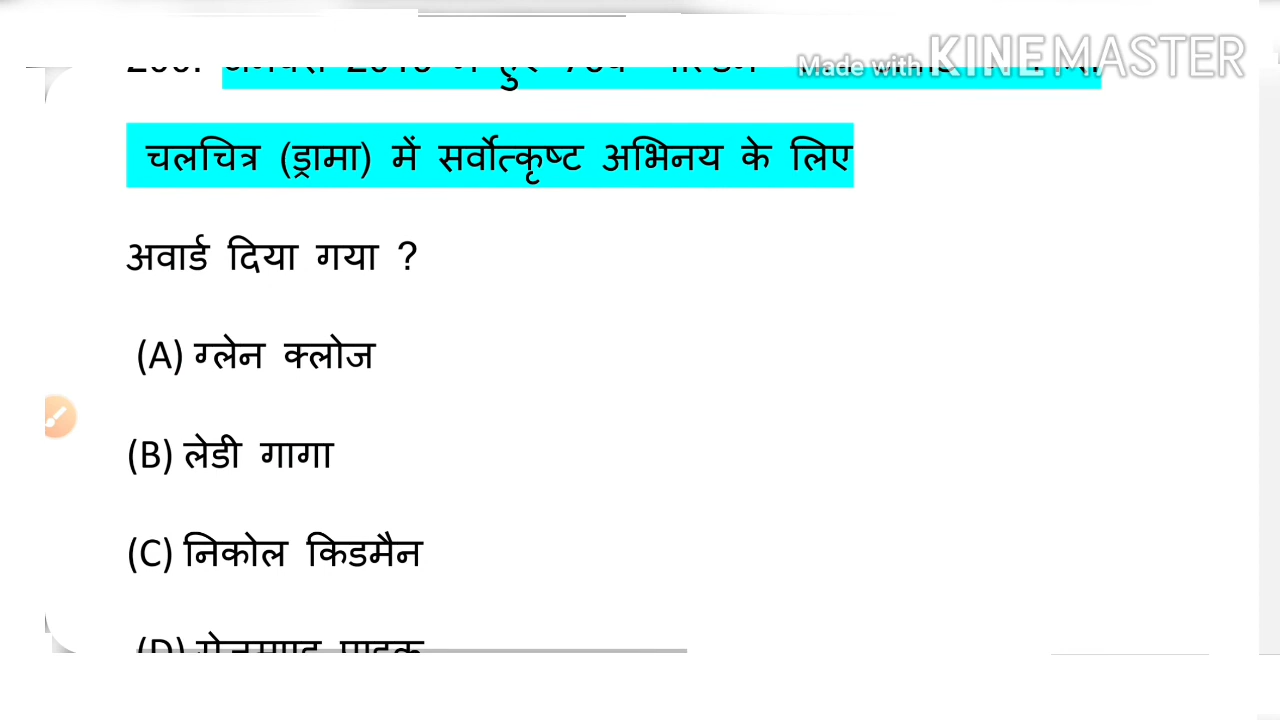 Made with KINEMASTER
चलचित्र (ड्रामा) में सर्वोत्कृष्ट अभिनय के लिए
अवार्ड दिया गया ?
(A) ग्लेन क्लोज
(B) लेडी गागा
(C) निकोल किडमैन
(D)